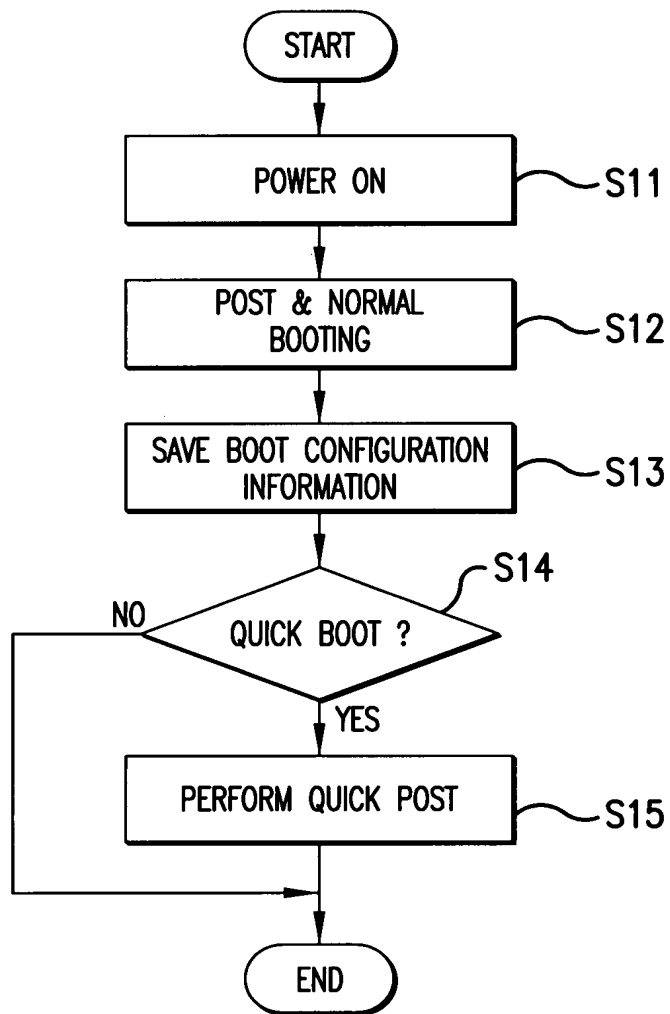 START
POWER ON
S11
POST & NORMAL
BOOTING
S12
SAVE BOOT CONFIGURATION
INFORMATION
S13
S14
NO
QUICK BOOT ?
YES
PERFORM QUICK POST
S15
END